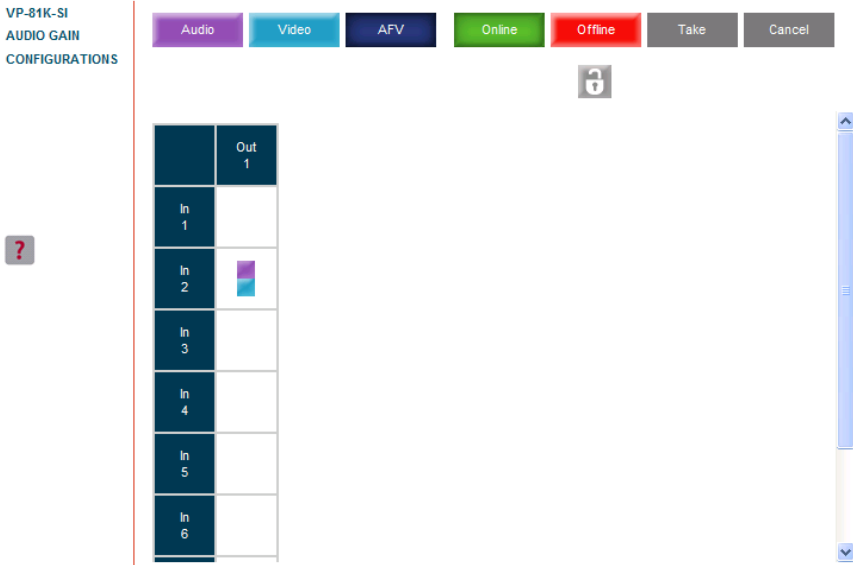 VP-81K-SI
AUDIO GAIN
CONFIGURATIONS
Audio
Video
AFV
Online
Offline
Take
Cancel
?
Out
1
In
1
In
2
In
3
In
4
In
5
In
6